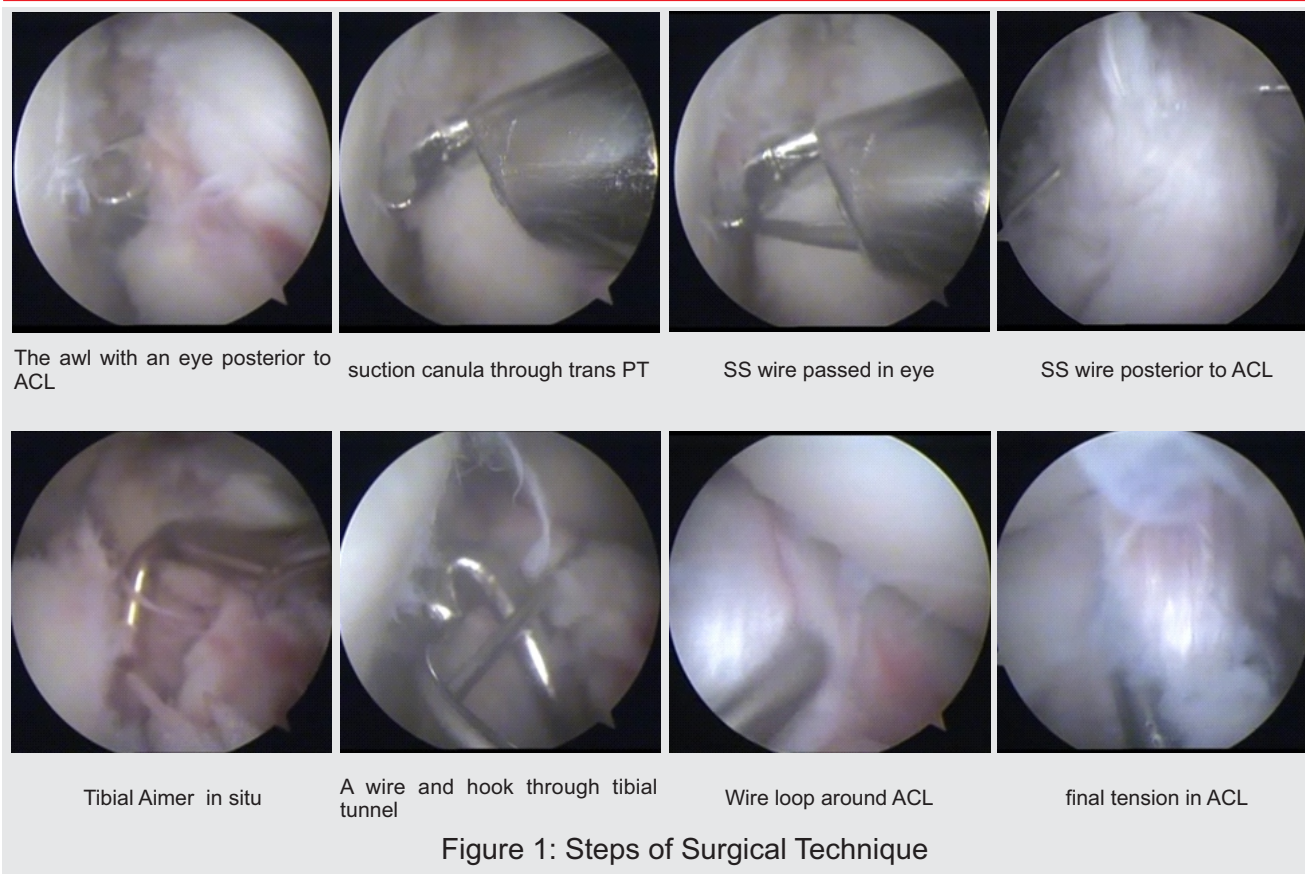 The awl with an eye posterior to
ACL
suction canula through trans PT
SS wire passed in eye
SS wire posterior to ACL
Tibial Aimer in situ
A wire and hook through tibial
tunnel
Wire loop around ACL
final tension in ACL
Figure 1: Steps of Surgical Technique